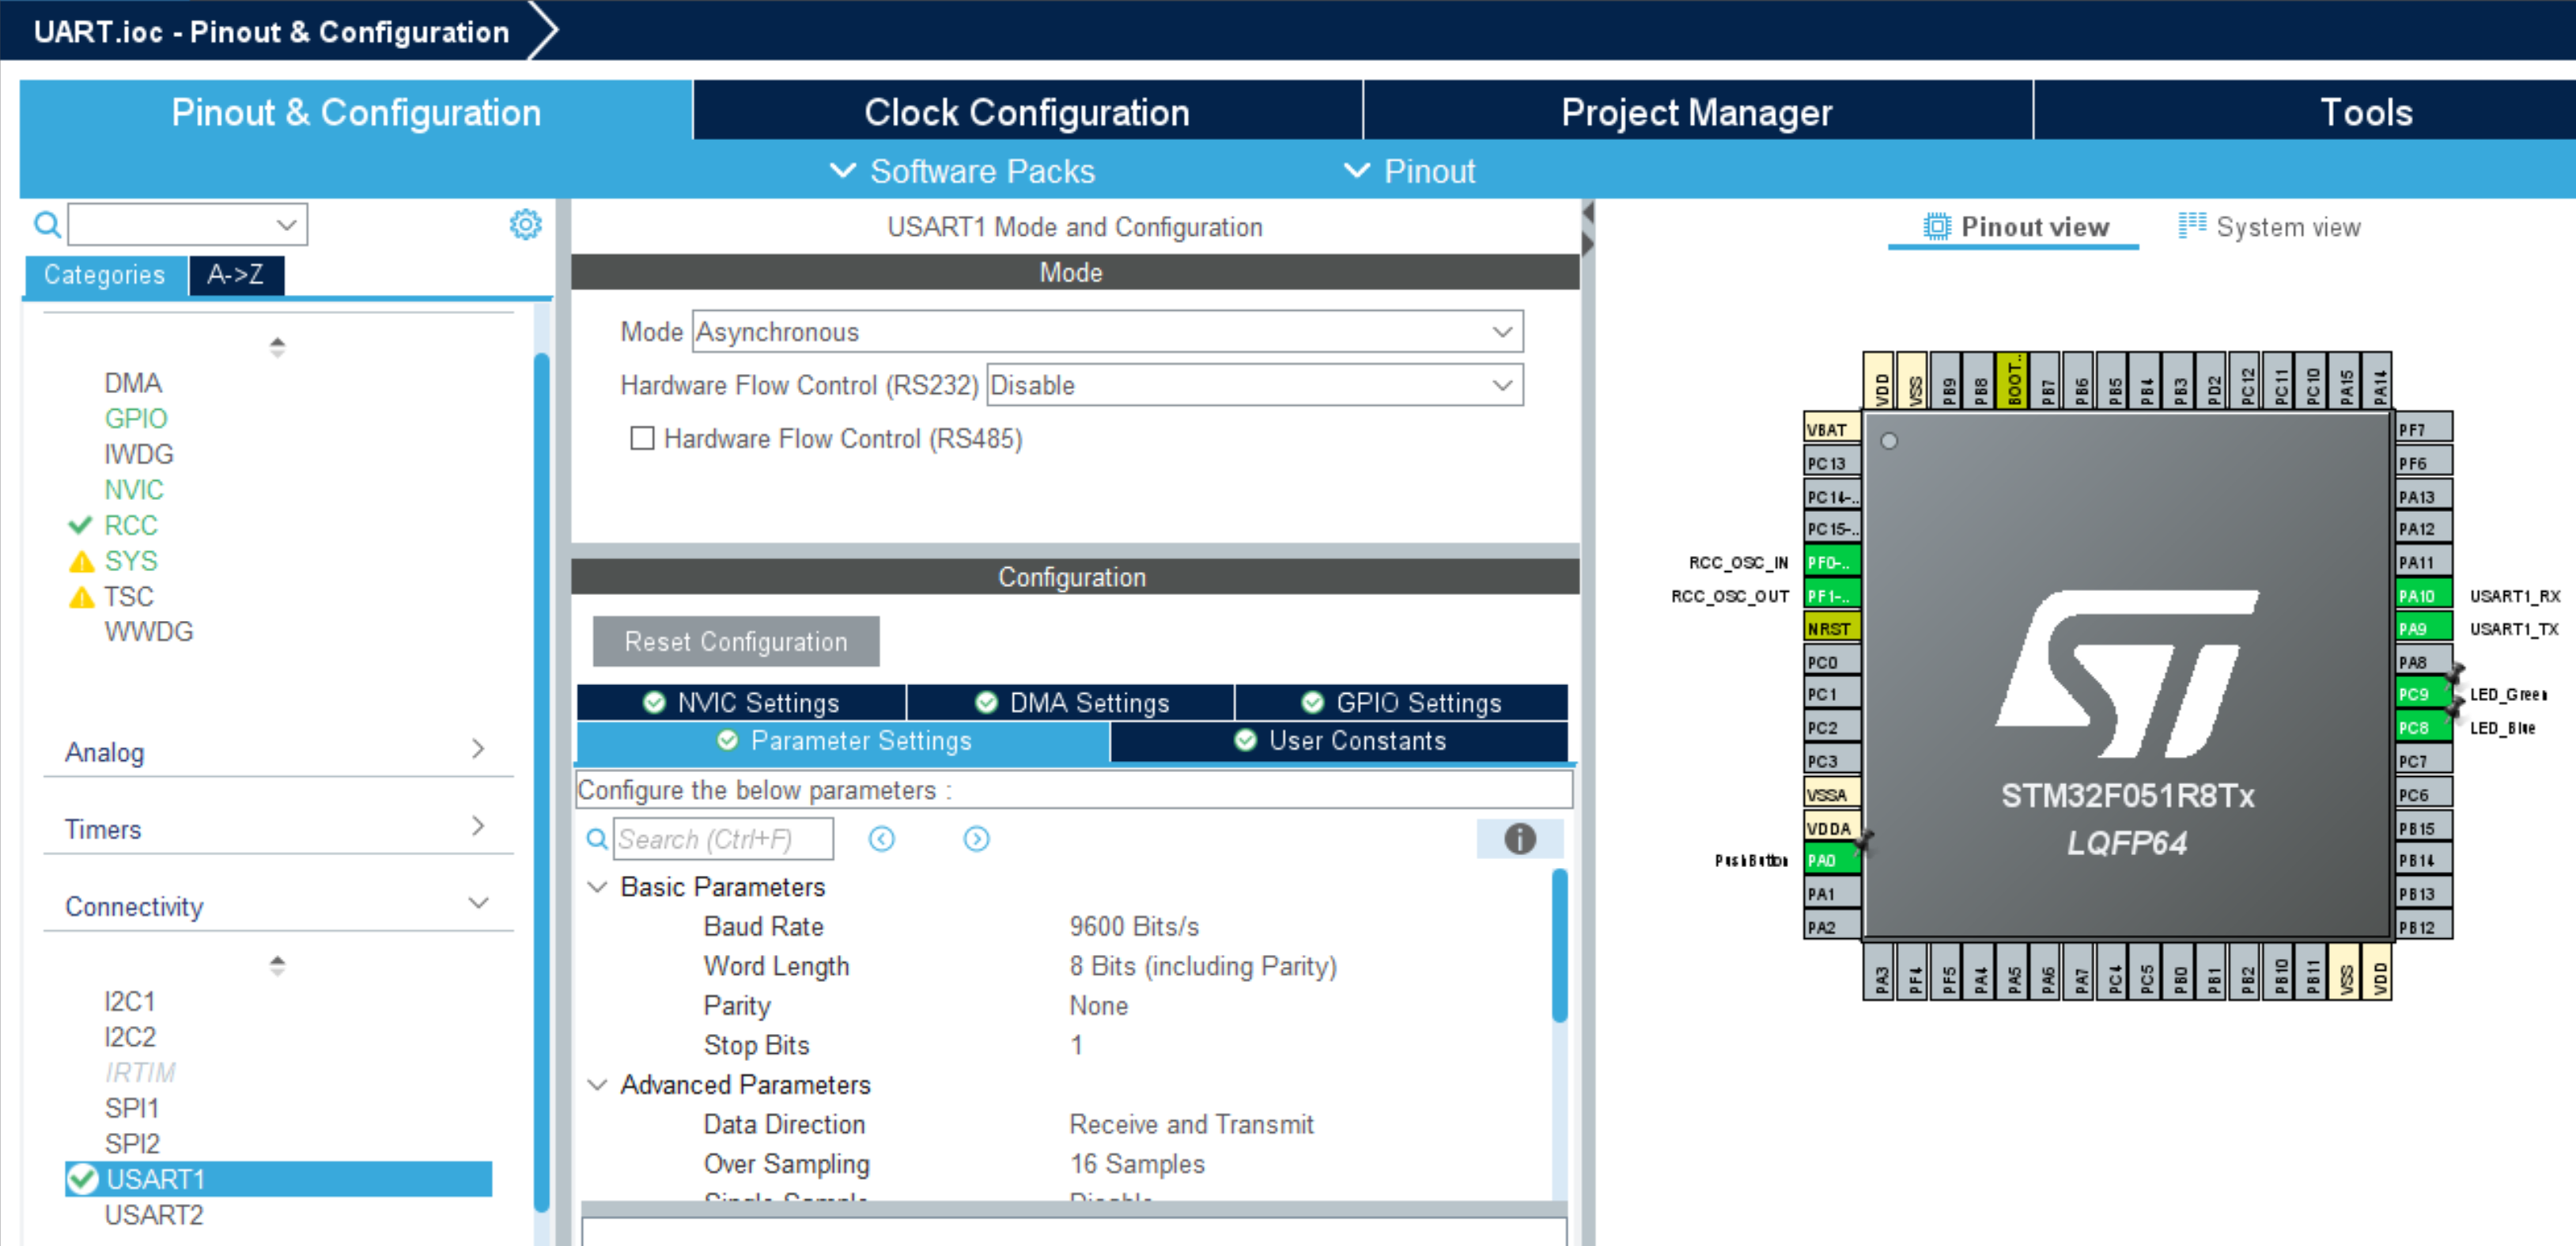 UART.ioc - Pinout & Configuration
Pinout & Configuration
Clock Configuration
Project Manager
Tools
Software Packs
Pinout
Categories
A->Z
DMA
GPIO
IWDG
NVIC
RCC
SYS
TSC
WWDG
Analog
Timers
Connectivity
I2C1
I2C2
IRTIM
SPI1
SPI2
USART1
USART2
USART1 Mode and Configuration
Mode
Mode Asynchronous
Hardware Flow Control (RS232) Disable
Hardware Flow Control (RS485)
Configuration
Reset Configuration
NVIC Settings
DMA Settings
GPIO Settings
Parameter Settings
User Constants
Configure the below parameters :
Search (Ctrl+F)
Basic Parameters
Baud Rate 9600 Bits/s
Word Length 8 Bits (including Parity)
Parity None
Stop Bits 1
Advanced Parameters
Data Direction Receive and Transmit
Over Sampling 16 Samples
Single Sample Disable
Pinout view
System view
VDD
VSS
PB9
PB8
BOOT..
PB7
PB6
PB5
PB4
PB3
PD2
PC12
PC11
PC10
PA15
PA14
VBAT
PC13
PC14-..
PC15-..
RCC_OSC_IN PF0-..
RCC_OSC_OUT PF1-..
NRST
PC0
PC1
PC2
PC3
VSSA
VDDA
PushButton PA0
PA1
PA2
STM32F051R8Tx
LQFP64
PF7
PF6
PA13
PA12
PA11
PA10 USART1_RX
PA9 USART1_TX
PA8
PC9 LED_Green
PC8 LED_Blue
PC7
PC6
PB15
PB14
PB13
PB12
PA3
PF4
PF5
PA4
PA5
PA6
PA7
PC4
PC5
PB0
PB1
PB2
PB10
PB11
VSS
VDD